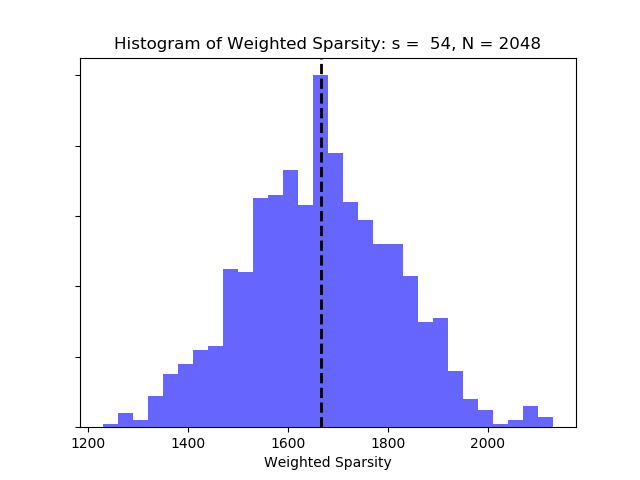 Histogram of Weighted Sparsity: s =  54, N = 2048
1200 1400 1600 1800 2000
Weighted Sparsity